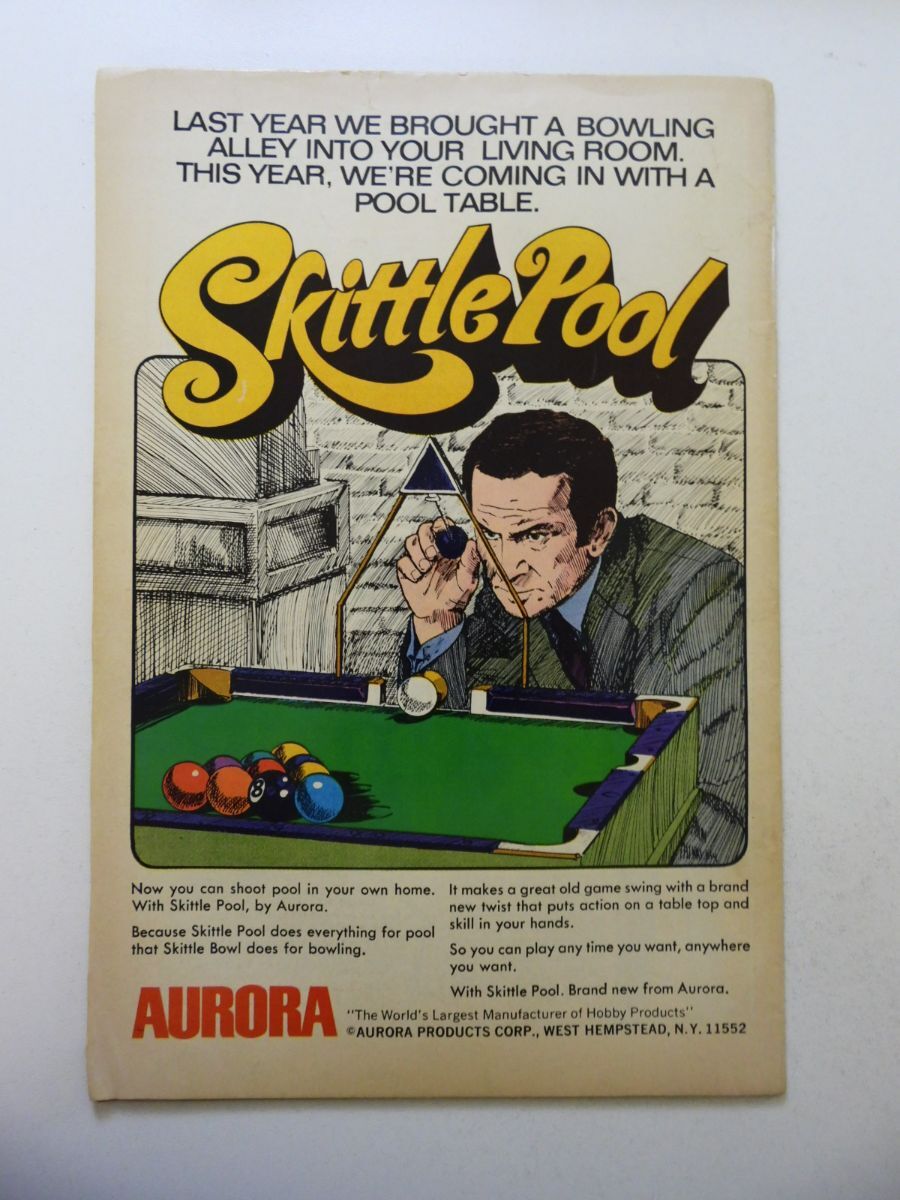 LAST YEAR WE BROUGHT A BOWLING
ALLEY INTO YOUR LIVING ROOM.
THIS YEAR, WE'RE COMING IN WITH A
POOL TABLE.
Skittle Pool
8
Now you can shoot pool in your own home.
With Skittle Pool, by Aurora.
Because Skittle Pool does everything for pool
that Skittle Bowl does for bowling.
It makes a great old game swing with a brand
new twist that puts action on a table top and
skill in your hands.
So you can play any time you want, anywhere
you want.
With Skittle Pool. Brand new from Aurora.
AURORA
"The World's Largest Manufacturer of Hobby Products"
©AURORA PRODUCTS CORP., WEST HEMPSTEAD, N.Y. 11552